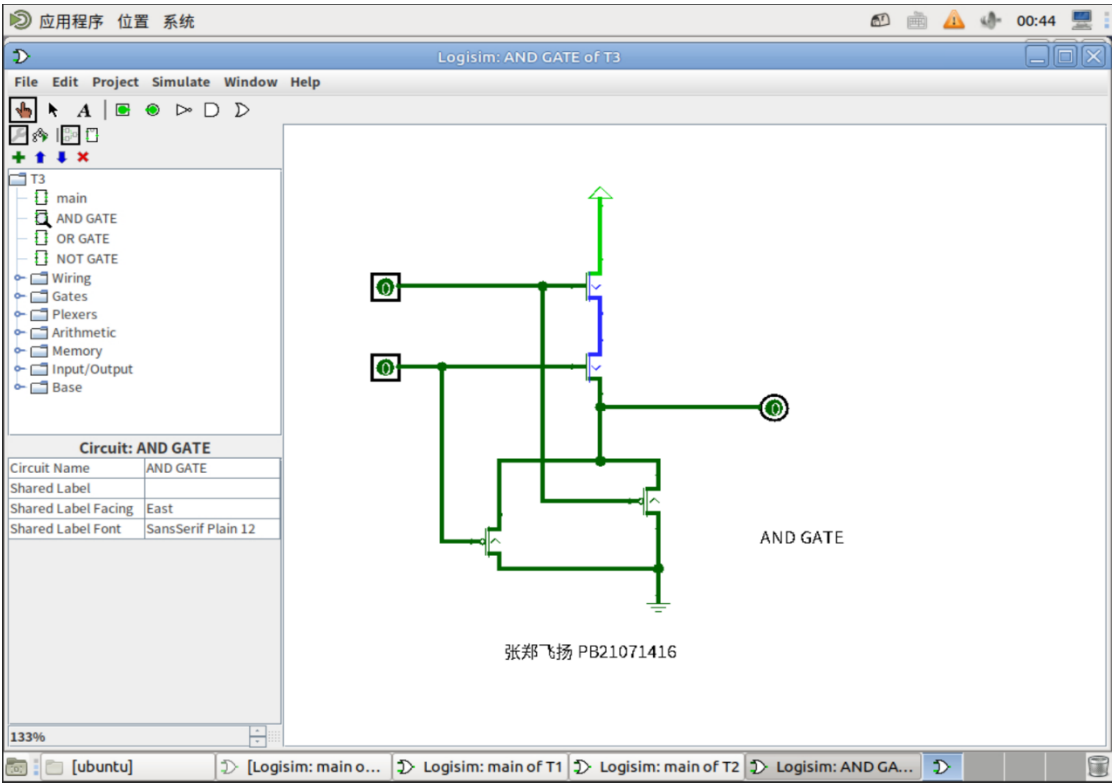 应用程序 位置 系统 00:44
Logisim: AND GATE of T3
File Edit Project Simulate Window Help
A
T3
main
AND GATE
OR GATE
NOT GATE
Wiring
Gates
Plexers
Arithmetic
Memory
Input/Output
Base
Circuit: AND GATE
Circuit Name AND GATE
Shared Label
Shared Label Facing East
Shared Label Font SansSerif Plain 12
133%
0
0
0
AND GATE
张郑飞扬 PB21071416
[ubuntu] [Logisim: main o... Logisim: main of T1 Logisim: main of T2 Logisim: AND GA...